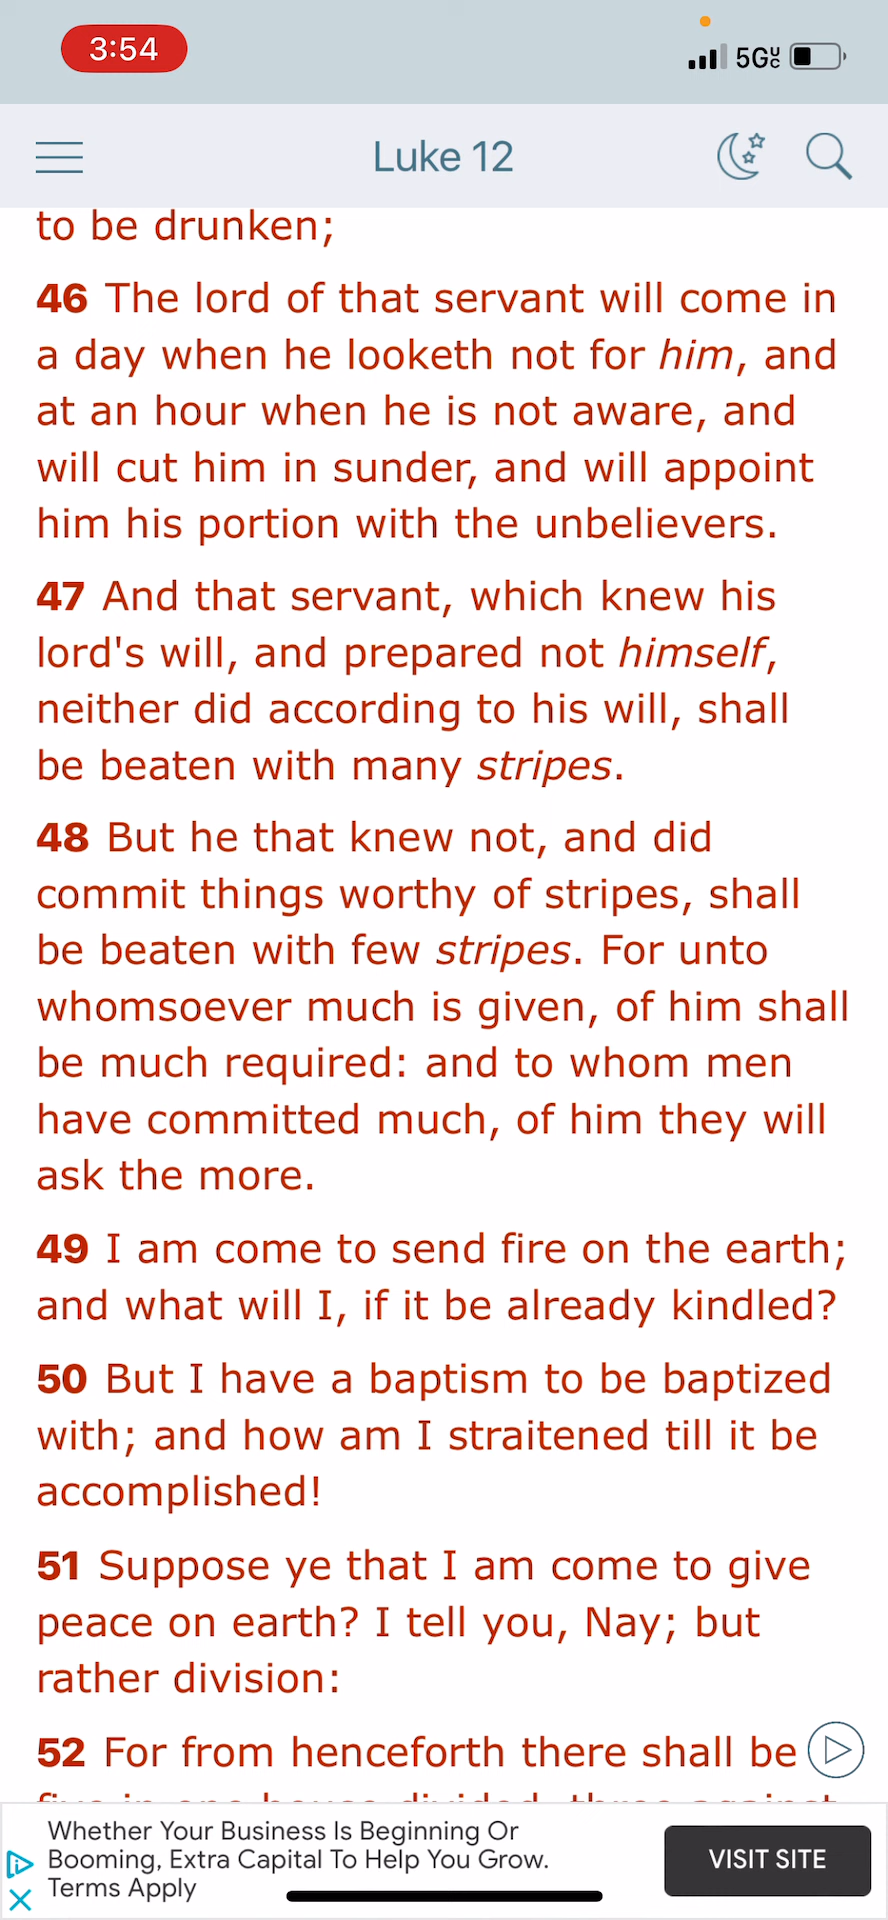 3:54
5GUC
Luke 12
to be drunken;
46 The lord of that servant will come in
a day when he looketh not for him, and
at an hour when he is not aware, and
will cut him in sunder, and will appoint
him his portion with the unbelievers.
47 And that servant, which knew his
lord's will, and prepared not himself,
neither did according to his will, shall
be beaten with many stripes.
48 But he that knew not, and did
commit things worthy of stripes, shall
be beaten with few stripes. For unto
whomsoever much is given, of him shall
be much required: and to whom men
have committed much, of him they will
ask the more.
49 I am come to send fire on the earth;
and what will I, if it be already kindled?
50 But I have a baptism to be baptized
with; and how am I straitened till it be
accomplished!
51 Suppose ye that I am come to give
peace on earth? I tell you, Nay; but
rather division:
52 For from henceforth there shall be
five in one house divided, three against
Whether Your Business Is Beginning Or
Booming, Extra Capital To Help You Grow.
Terms Apply
VISIT SITE